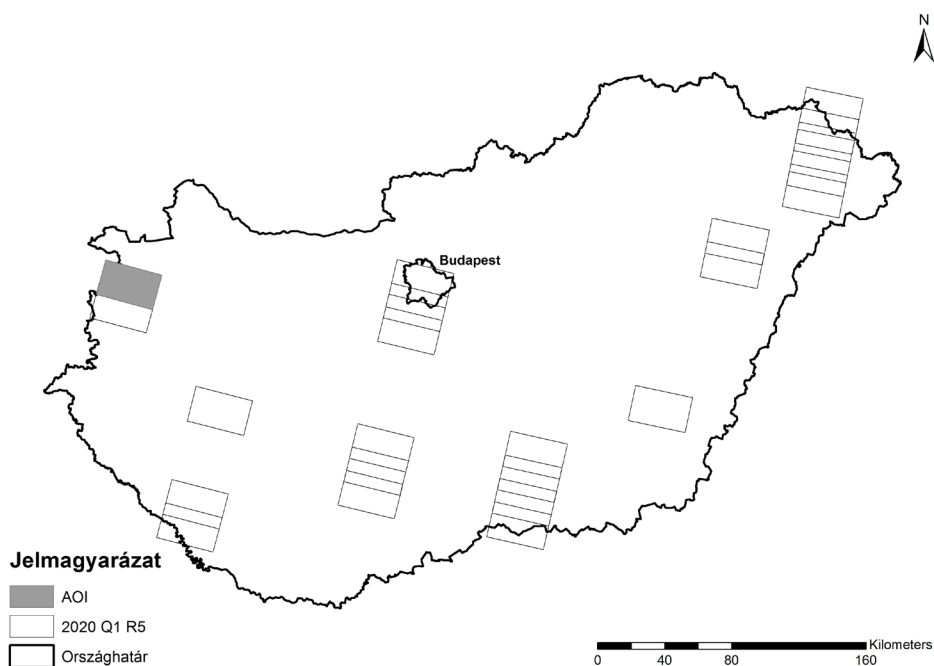 N
Budapest
Jelmagyarázat
AOI
2020 Q1 R5
Országhatár
Kilometers
0 40 80 160